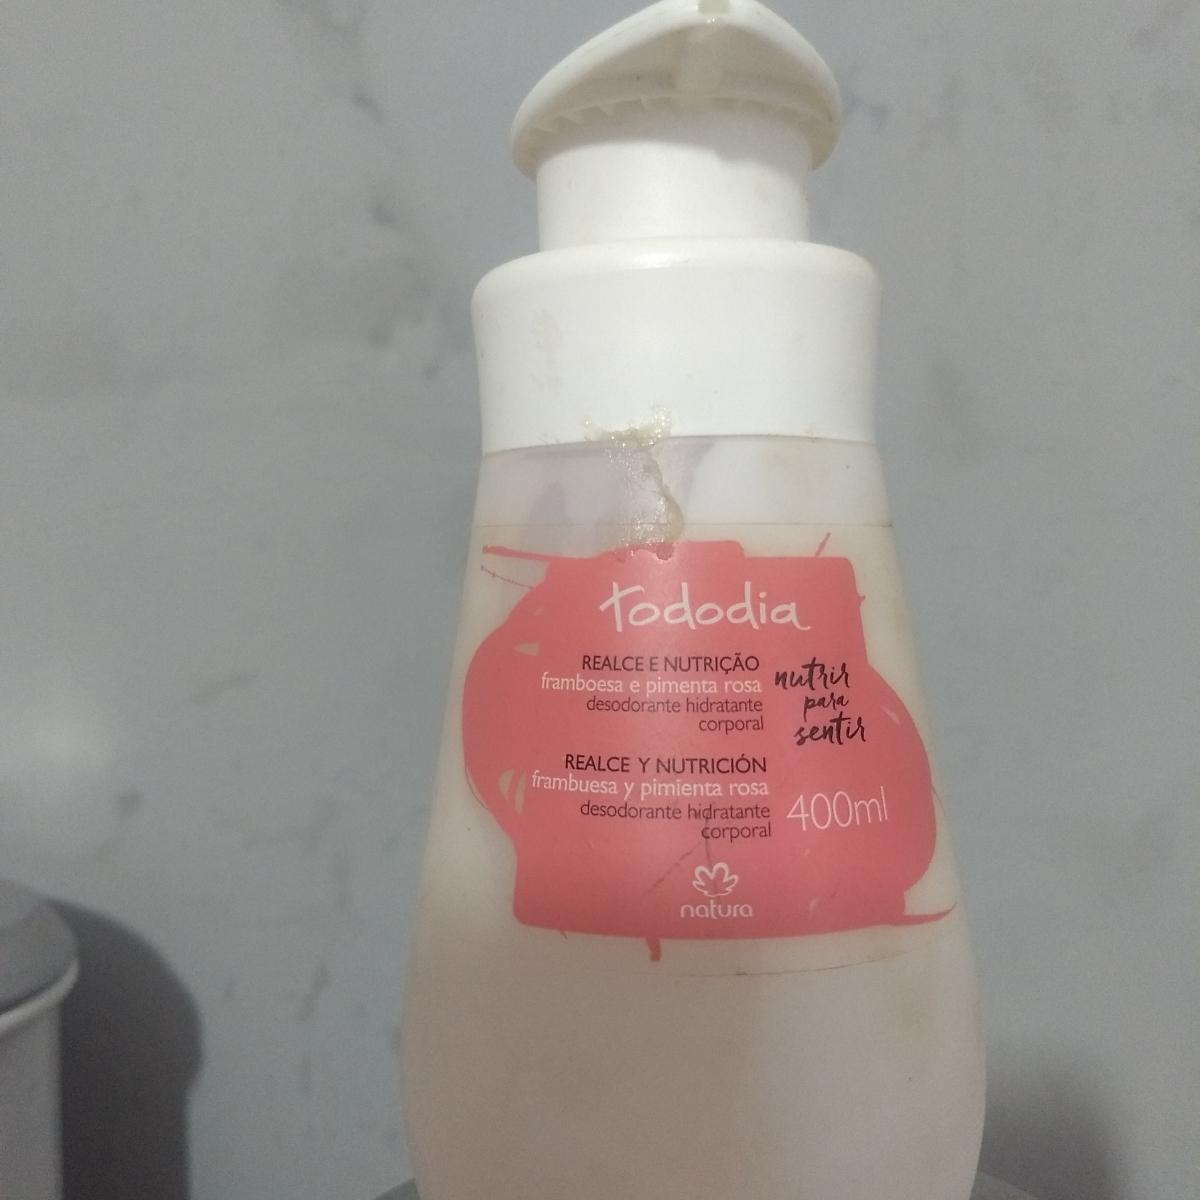 tododia
REALCE E NUTRIÇÃO
framboesa e pimenta rosa
desodorante hidratante
corporal
nutrir
para
sentir
REALCE Y NUTRICIÓN
frambuesa y pimienta rosa
desodorante hidratante
corporal
400ml
natura